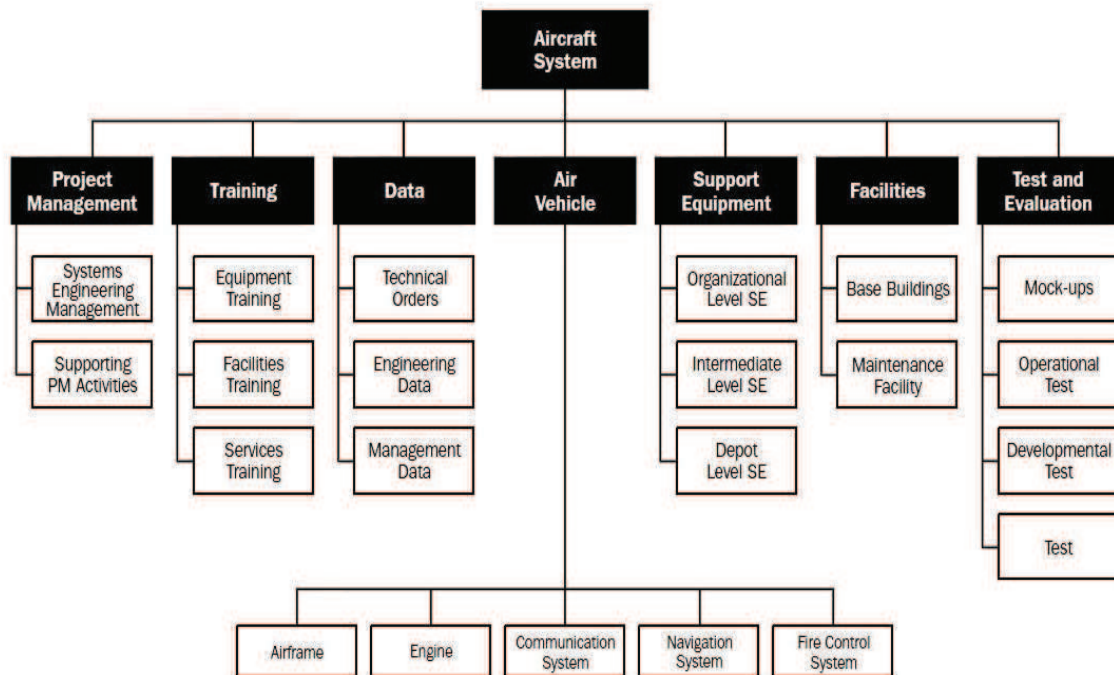 Aircraft
System
Project
Management
Training
Data
Air
Vehicle
Support
Equipment
Facilities
Test and
Evaluation
Systems
Engineering
Management
Supporting
PM Activities
Equipment
Training
Facilities
Training
Services
Training
Technical
Orders
Engineering
Data
Management
Data
Organizational
Level SE
Intermediate
Level SE
Depot
Level SE
Base Buildings
Maintenance
Facility
Mock-ups
Operational
Test
Developmental
Test
Test
Airframe
Engine
Communication
System
Navigation
System
Fire Control
System